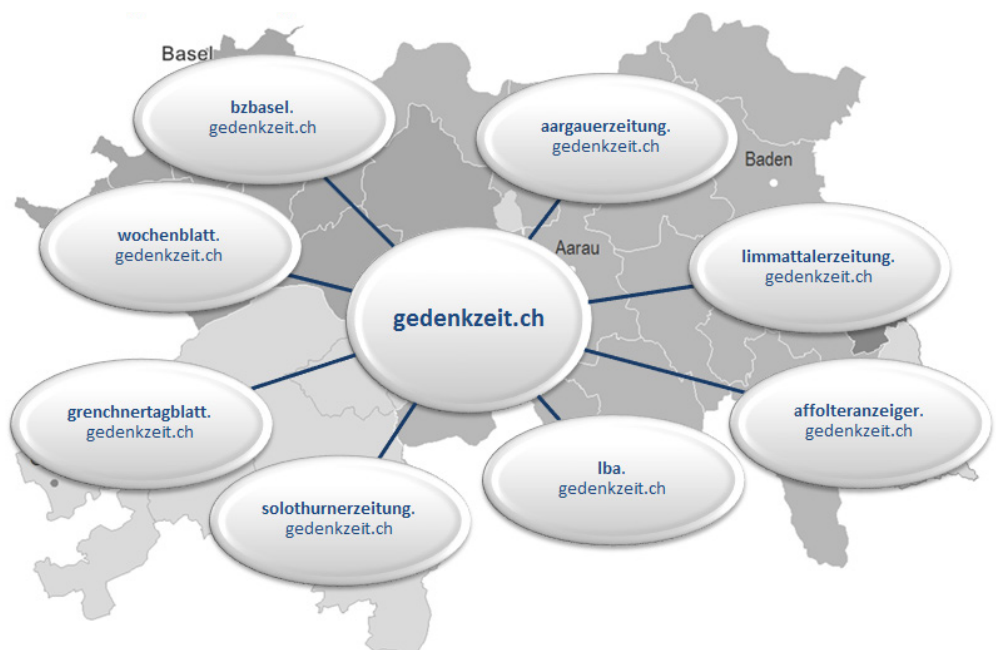 Basel
bzbasel.
gedenkzeit.ch
aargauerzeitung.
gedenkzeit.ch
Baden
wochenblatt.
gedenkzeit.ch
Aarau
limmattalerzeitung.
gedenkzeit.ch
gedenkzeit.ch
grenchnertagblatt.
gedenkzeit.ch
affolteranzeiger.
gedenkzeit.ch
lba.
gedenkzeit.ch
solothurnerzeitung.
gedenkzeit.ch